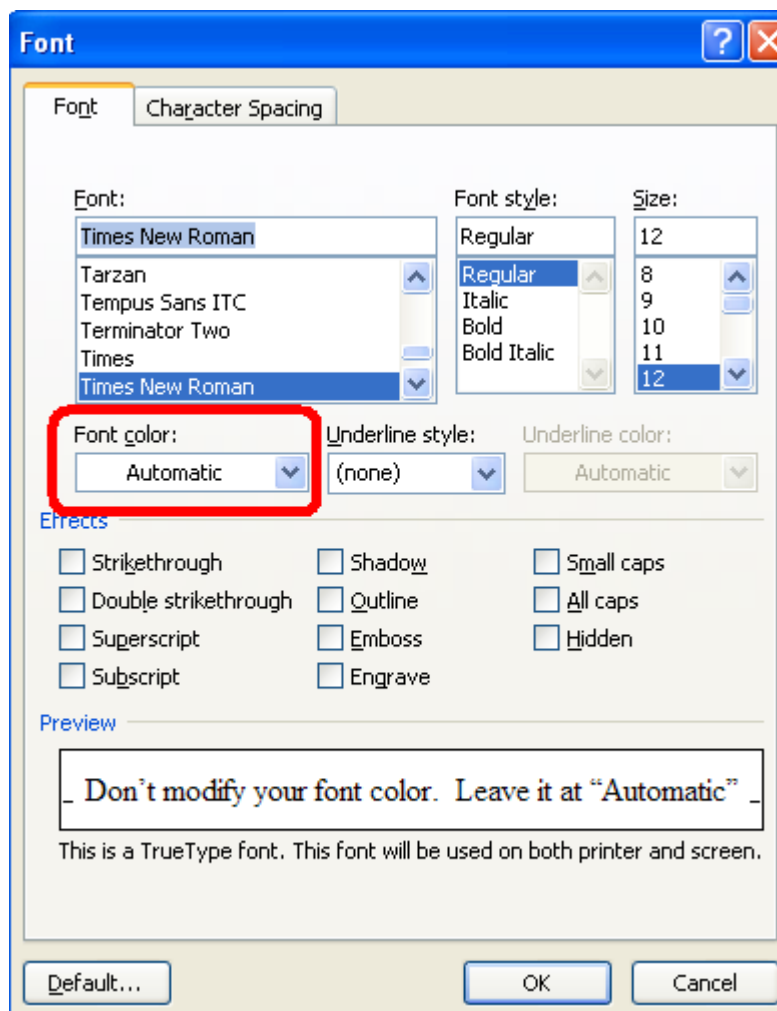 Font
Font Character Spacing
Font: Font style: Size:
Times New Roman Regular 12
Tarzan Regular 8
Tempus Sans ITC Italic 9
Terminator Two Bold 10
Times Bold Italic 11
Times New Roman 12
Font color: Underline style: Underline color:
Automatic (none) Automatic
Effects
Strikethrough Shadow Small caps
Double strikethrough Outline All caps
Superscript Emboss Hidden
Subscript Engrave
Preview
Don’t modify your font color. Leave it at “Automatic”
This is a TrueType font. This font will be used on both printer and screen.
Default... OK Cancel